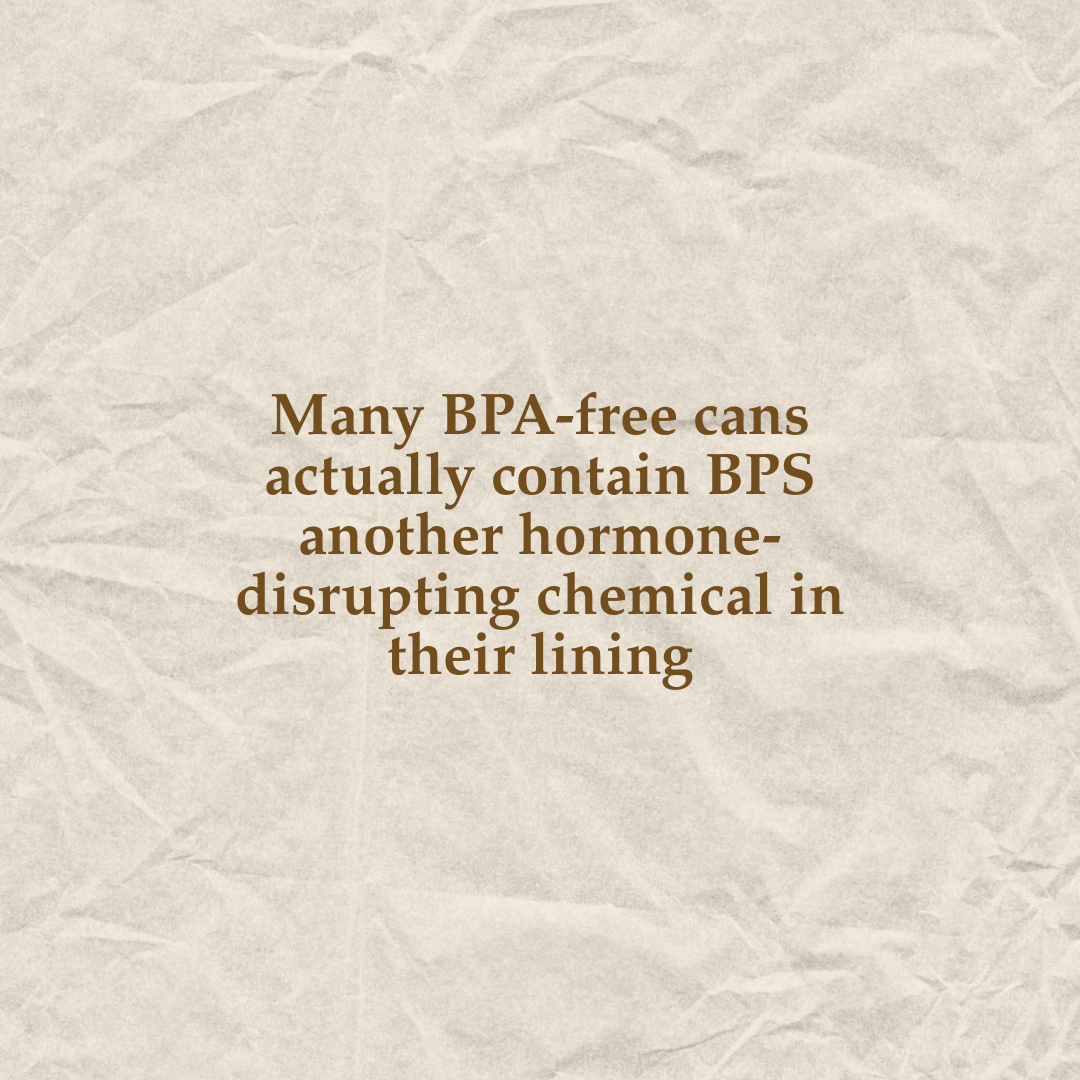 Many BPA-free cans
actually contain BPS
another hormone-
disrupting chemical in
their lining